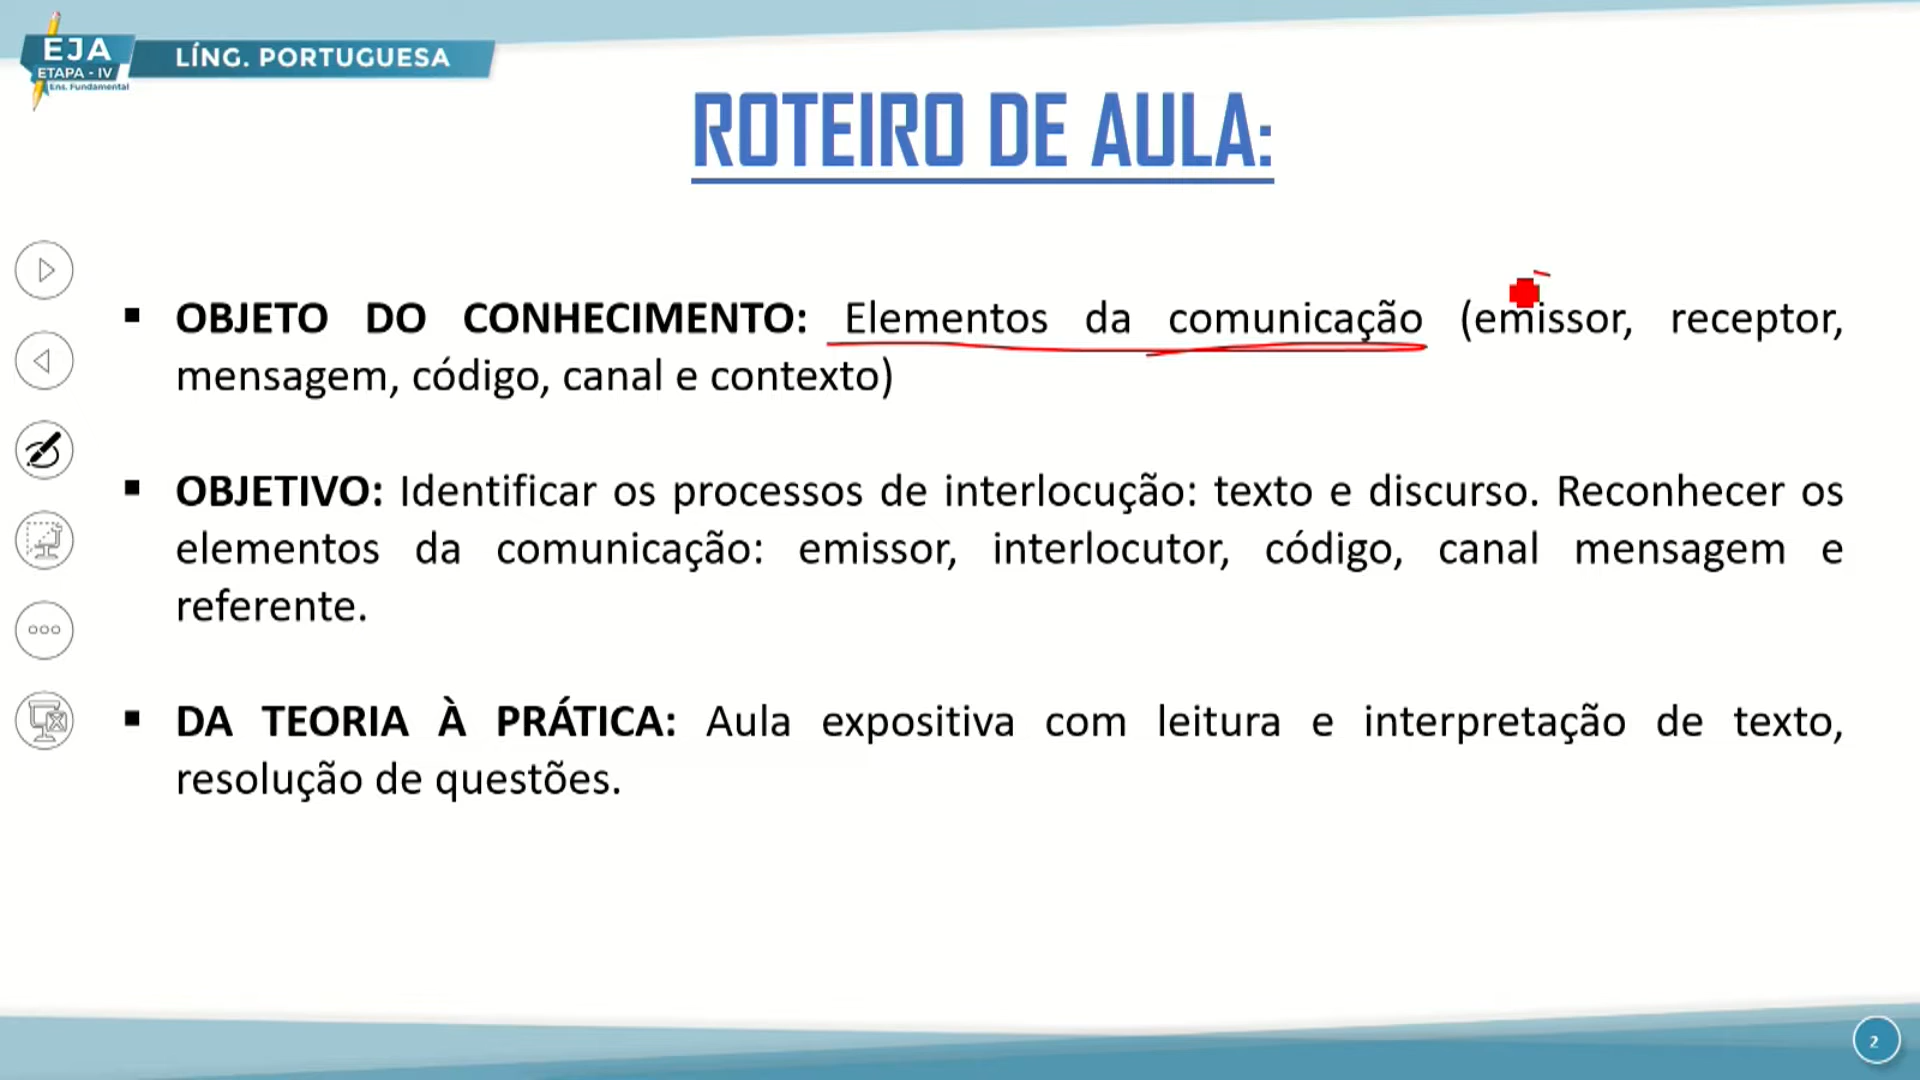 EJA
ETAPA - IV
Ens. Fundamental
LÍNG. PORTUGUESA
ROTEIRO DE AULA:
▪ OBJETO DO CONHECIMENTO: Elementos da comunicação (emissor, receptor,
mensagem, código, canal e contexto)
▪ OBJETIVO: Identificar os processos de interlocução: texto e discurso. Reconhecer os
elementos da comunicação: emissor, interlocutor, código, canal mensagem e
referente.
▪ DA TEORIA À PRÁTICA: Aula expositiva com leitura e interpretação de texto,
resolução de questões.
2